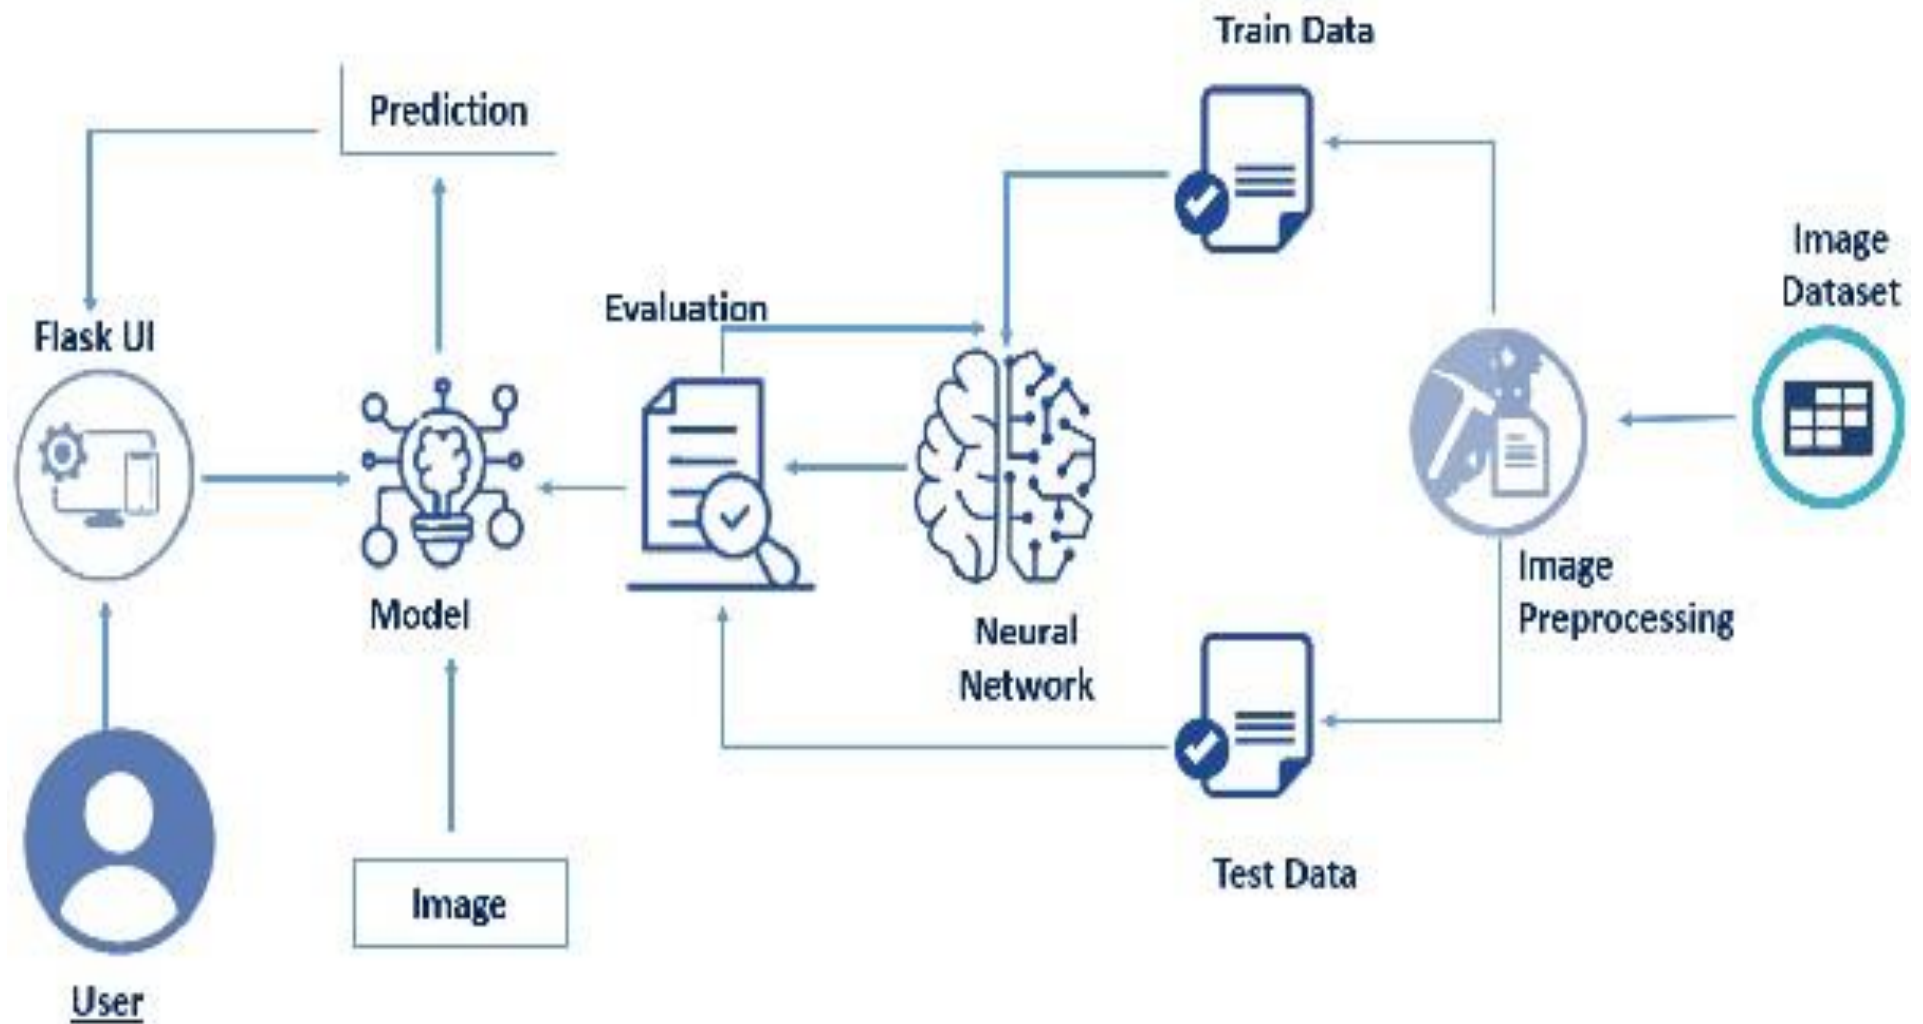 Train Data
Prediction
Image
Dataset
Evaluation
Flask UI
Image
Preprocessing
Model
Neural
Network
Test Data
Image
User